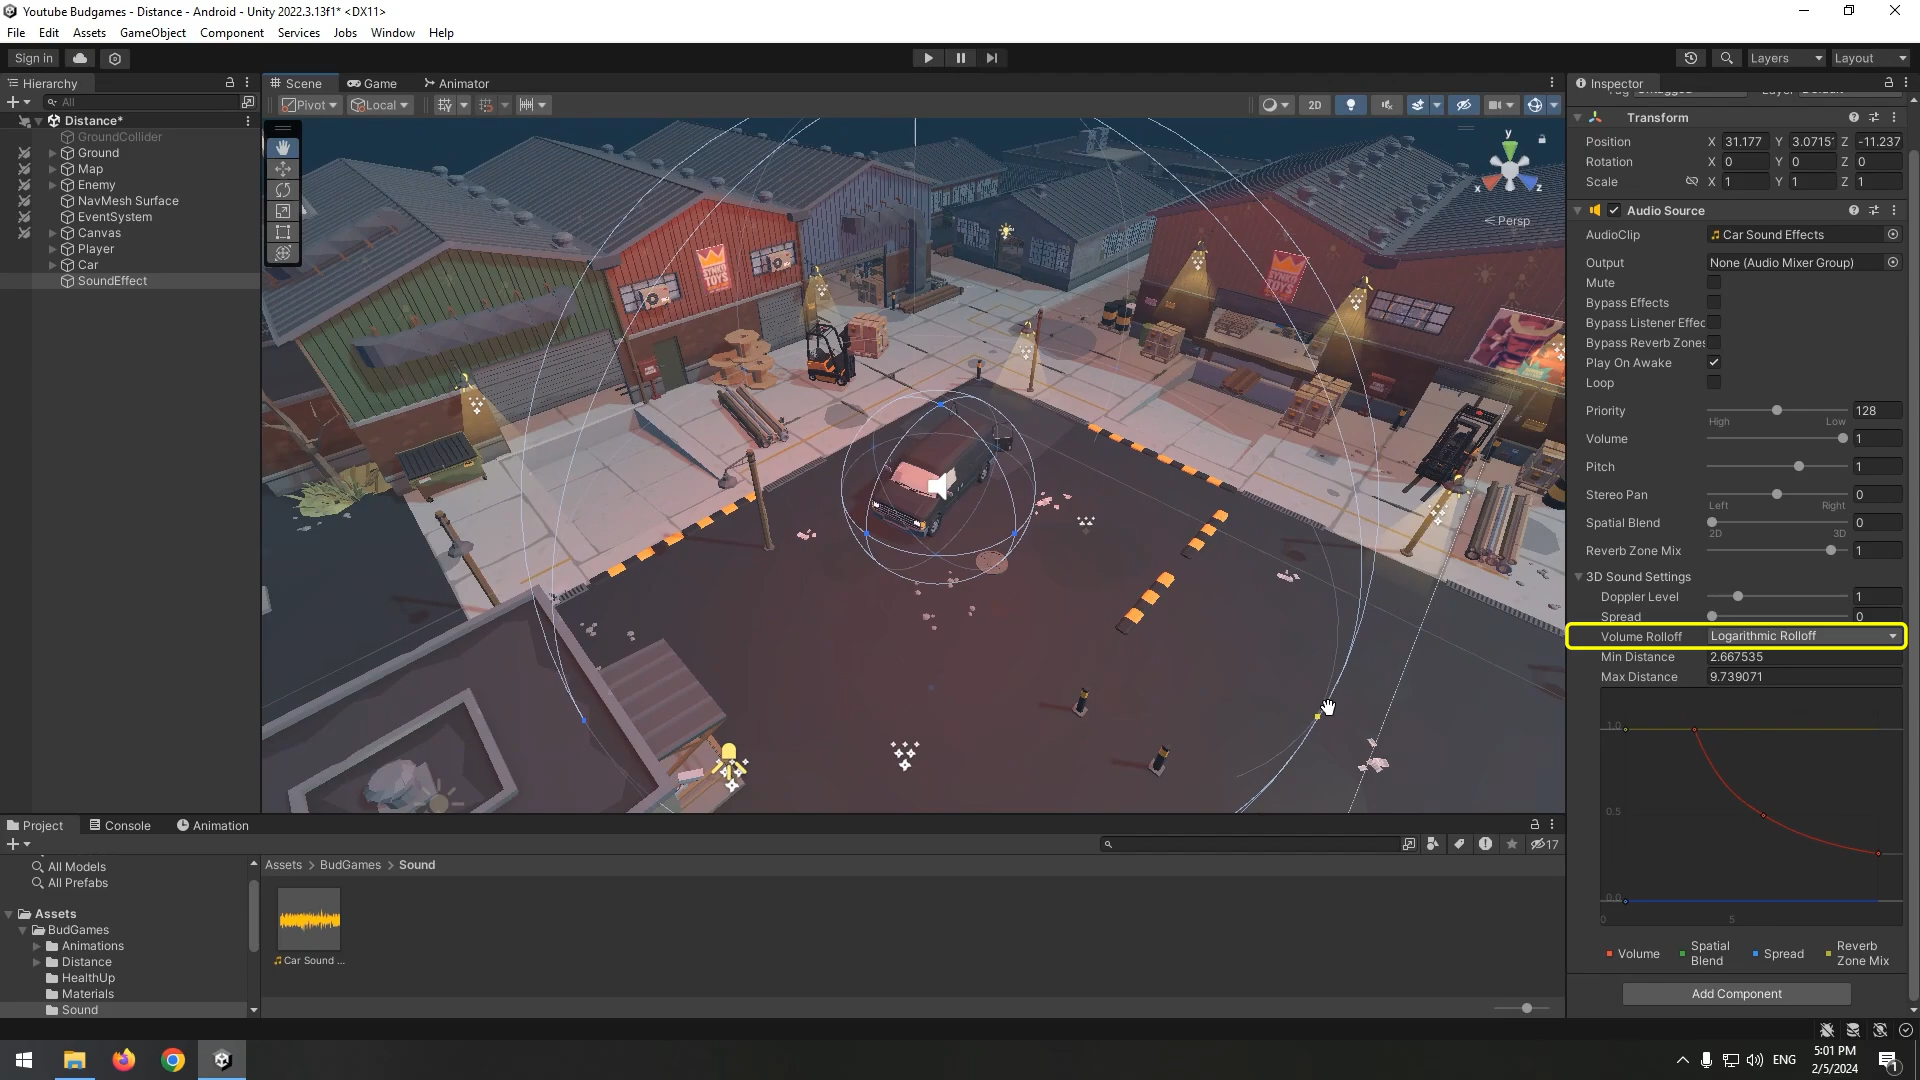 Youtube Budgames - Distance - Android - Unity 2022.3.13f1* <DX11>
File Edit Assets GameObject Component Services Jobs Window Help
Sign in
Layers Layout
Hierarchy
All
Distance*
GroundCollider
Ground
Map
Enemy
NavMesh Surface
EventSystem
Canvas
Player
Car
SoundEffect
Scene Game Animator
Pivot Local
2D
y
x
z
Persp
SYNKO
TOYS
SYNKO
TOYS
Inspector
Transform
Position X 31.177 Y 3.0715 Z -11.237
Rotation X 0 Y 0 Z 0
Scale X 1 Y 1 Z 1
Audio Source
AudioClip Car Sound Effects
Output None (Audio Mixer Group)
Mute
Bypass Effects
Bypass Listener Effec
Bypass Reverb Zones
Play On Awake
Loop
Priority 128
High Low
Volume 1
Pitch 1
Stereo Pan 0
Left Right
Spatial Blend 0
2D 3D
Reverb Zone Mix 1
3D Sound Settings
Doppler Level 1
Spread 0
Volume Rolloff Logarithmic Rolloff
Min Distance 2.667535
Max Distance 9.739071
1.0
0.5
0.0
0 5
Volume
Spatial Blend
Spread
Reverb Zone Mix
Add Component
Project Console Animation
17
All Models
All Prefabs
Assets
BudGames
Animations
Distance
HealthUp
Materials
Sound
Assets > BudGames > Sound
Car Sound ...
ENG
5:01 PM
2/5/2024
1